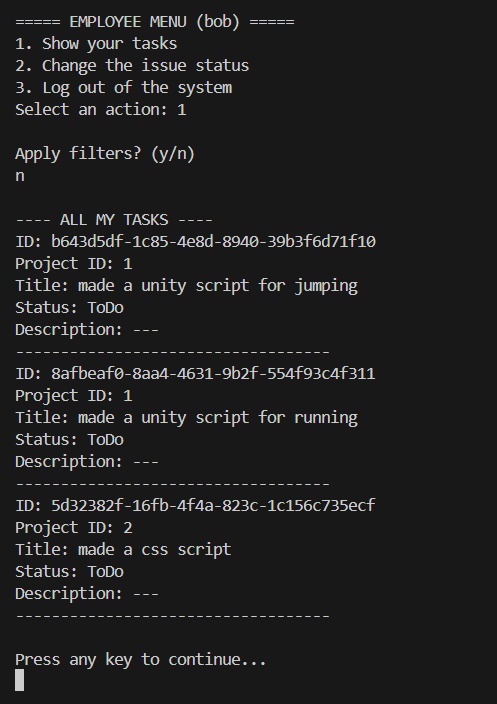 ===== EMPLOYEE MENU (bob) =====
1. Show your tasks
2. Change the issue status
3. Log out of the system
Select an action: 1
Apply filters? (y/n)
n
---- ALL MY TASKS ----
ID: b643d5df-1c85-4e8d-8940-39b3f6d71f10
Project ID: 1
Title: made a unity script for jumping
Status: ToDo
Description: ---
-----------------------------------
ID: 8afbeaf0-8aa4-4631-9b2f-554f93c4f311
Project ID: 1
Title: made a unity script for running
Status: ToDo
Description: ---
-----------------------------------
ID: 5d32382f-16fb-4f4a-823c-1c156c735ecf
Project ID: 2
Title: made a css script
Status: ToDo
Description: ---
-----------------------------------
Press any key to continue...